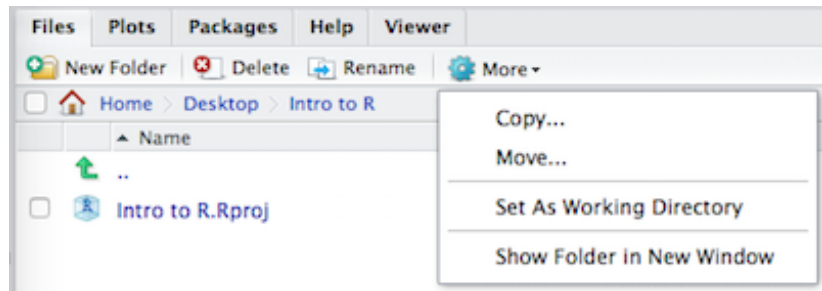 Files Plots Packages Help Viewer
New Folder Delete Rename More
Home Desktop Intro to R
Name
..
Intro to R.Rproj
Copy...
Move...
Set As Working Directory
Show Folder in New Window